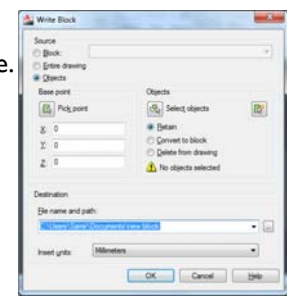 Write Block
Source
Block:
e.
Entire drawing
Objects
Base point
Objects
Pick point
Select objects
X: 0
Retain
Convert to block
Y: 0
Delete from drawing
Z: 0
No objects selected
Destination
File name and path:
Insert units:
Millimeters
OK
Cancel
Help